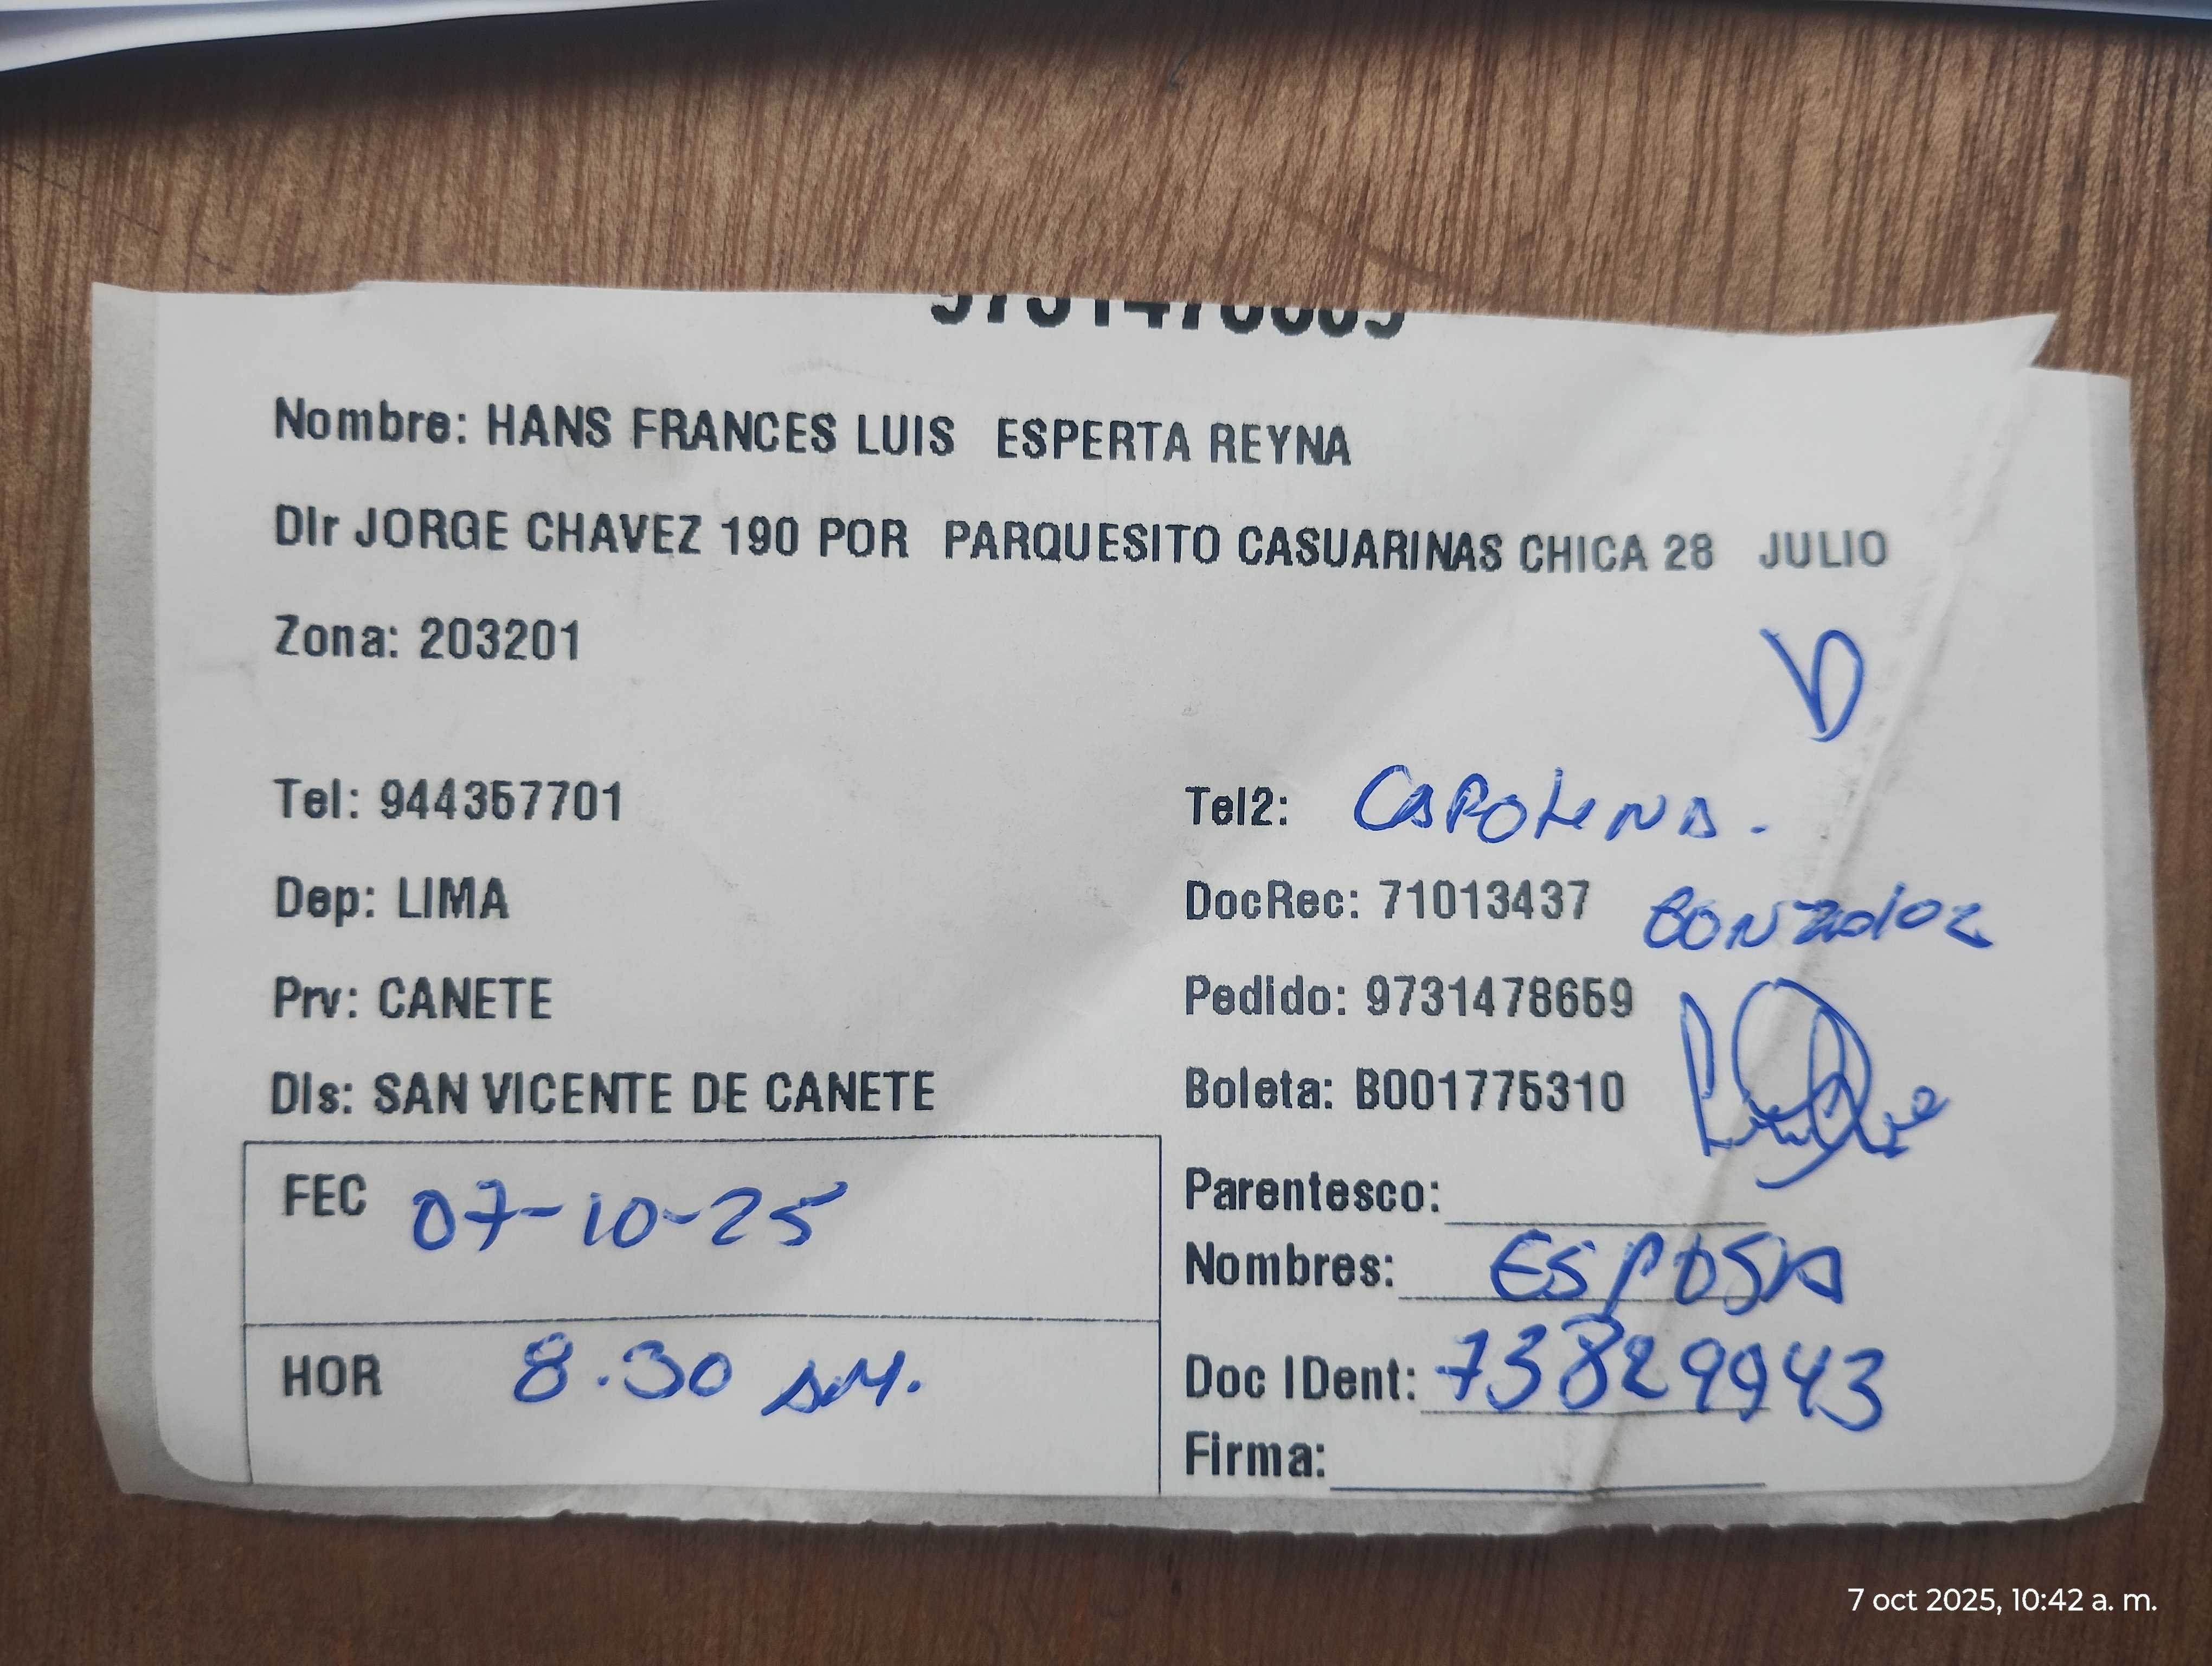 Nombre: HANS FRANCES LUIS ESPERTA REYNA
Dir JORGE CHAVEZ 190 POR PARQUESITO CASUARINAS CHICA 28 JULIO
Zona: 203201
Tel: 944357701
Tel2: CAROLINA.
Dep: LIMA
DocRec: 71013437 GONZALOZ
Prv: CANETE
Pedido: 9731478659
Dis: SAN VICENTE DE CANETE
Boleta: B001775310
FEC 07-10-25
Parentesco:
Nombres: ESPOSA
HOR 8.30 AM.
Doc IDent: 73829943
Firma:
7 oct 2025, 10:42 a. m.